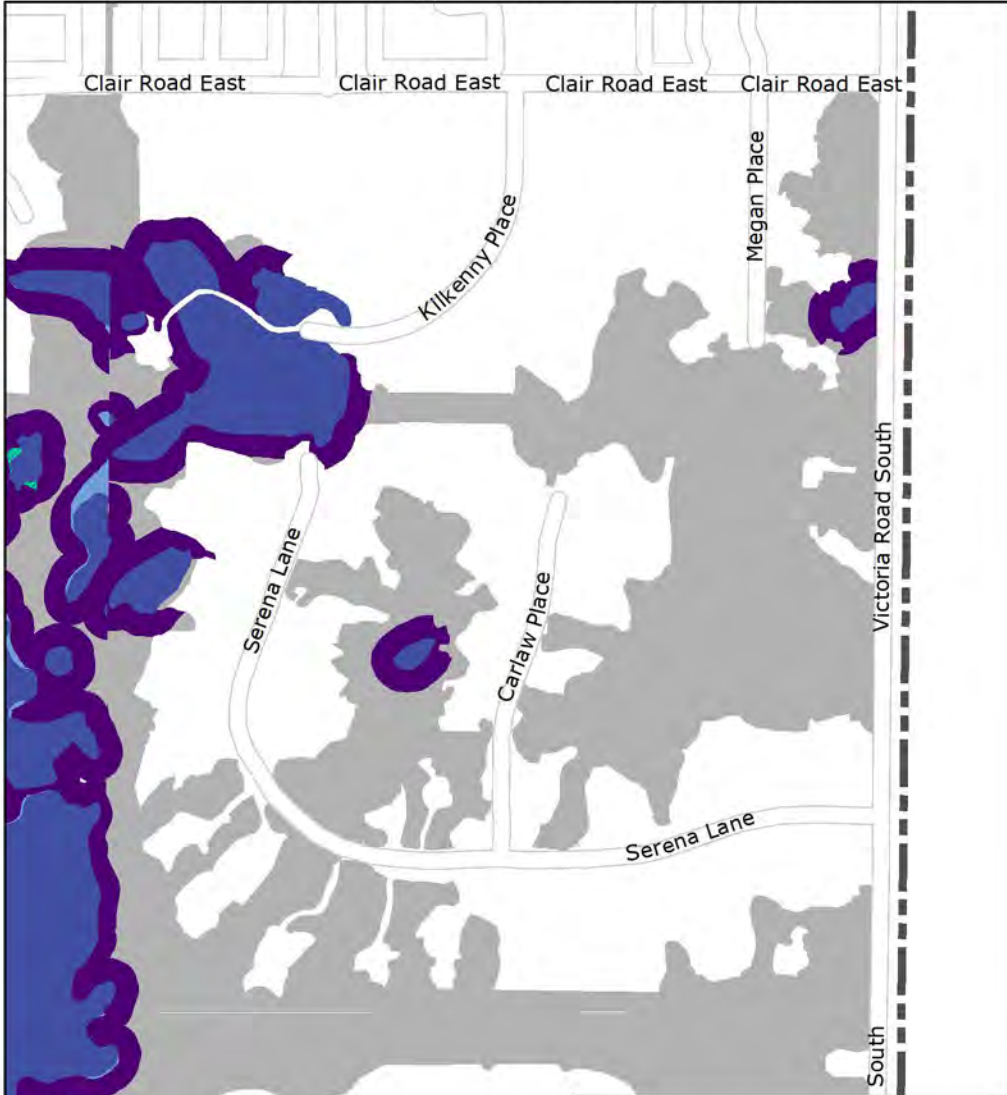 Clair Road East
Clair Road East
Clair Road East
Clair Road East
Megan Place
Kilkenny Place
Victoria Road South
Serena Lane
Carlaw Place
Serena Lane
South